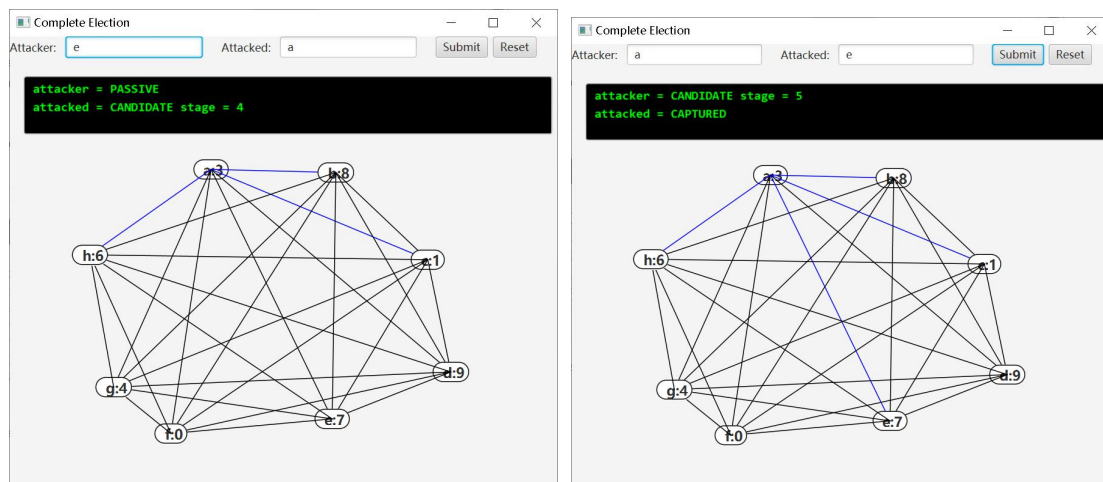 Complete Election
Attacker: e Attacked: a Submit Reset
attacker = PASSIVE
attacked = CANDIDATE stage = 4
a:3
b:8
h:6
c:1
d:9
g:4
e:7
f:0
Complete Election
Attacker: a Attacked: e Submit Reset
attacker = CANDIDATE stage = 5
attacked = CAPTURED
a:3
b:8
h:6
c:1
d:9
g:4
e:7
f:0